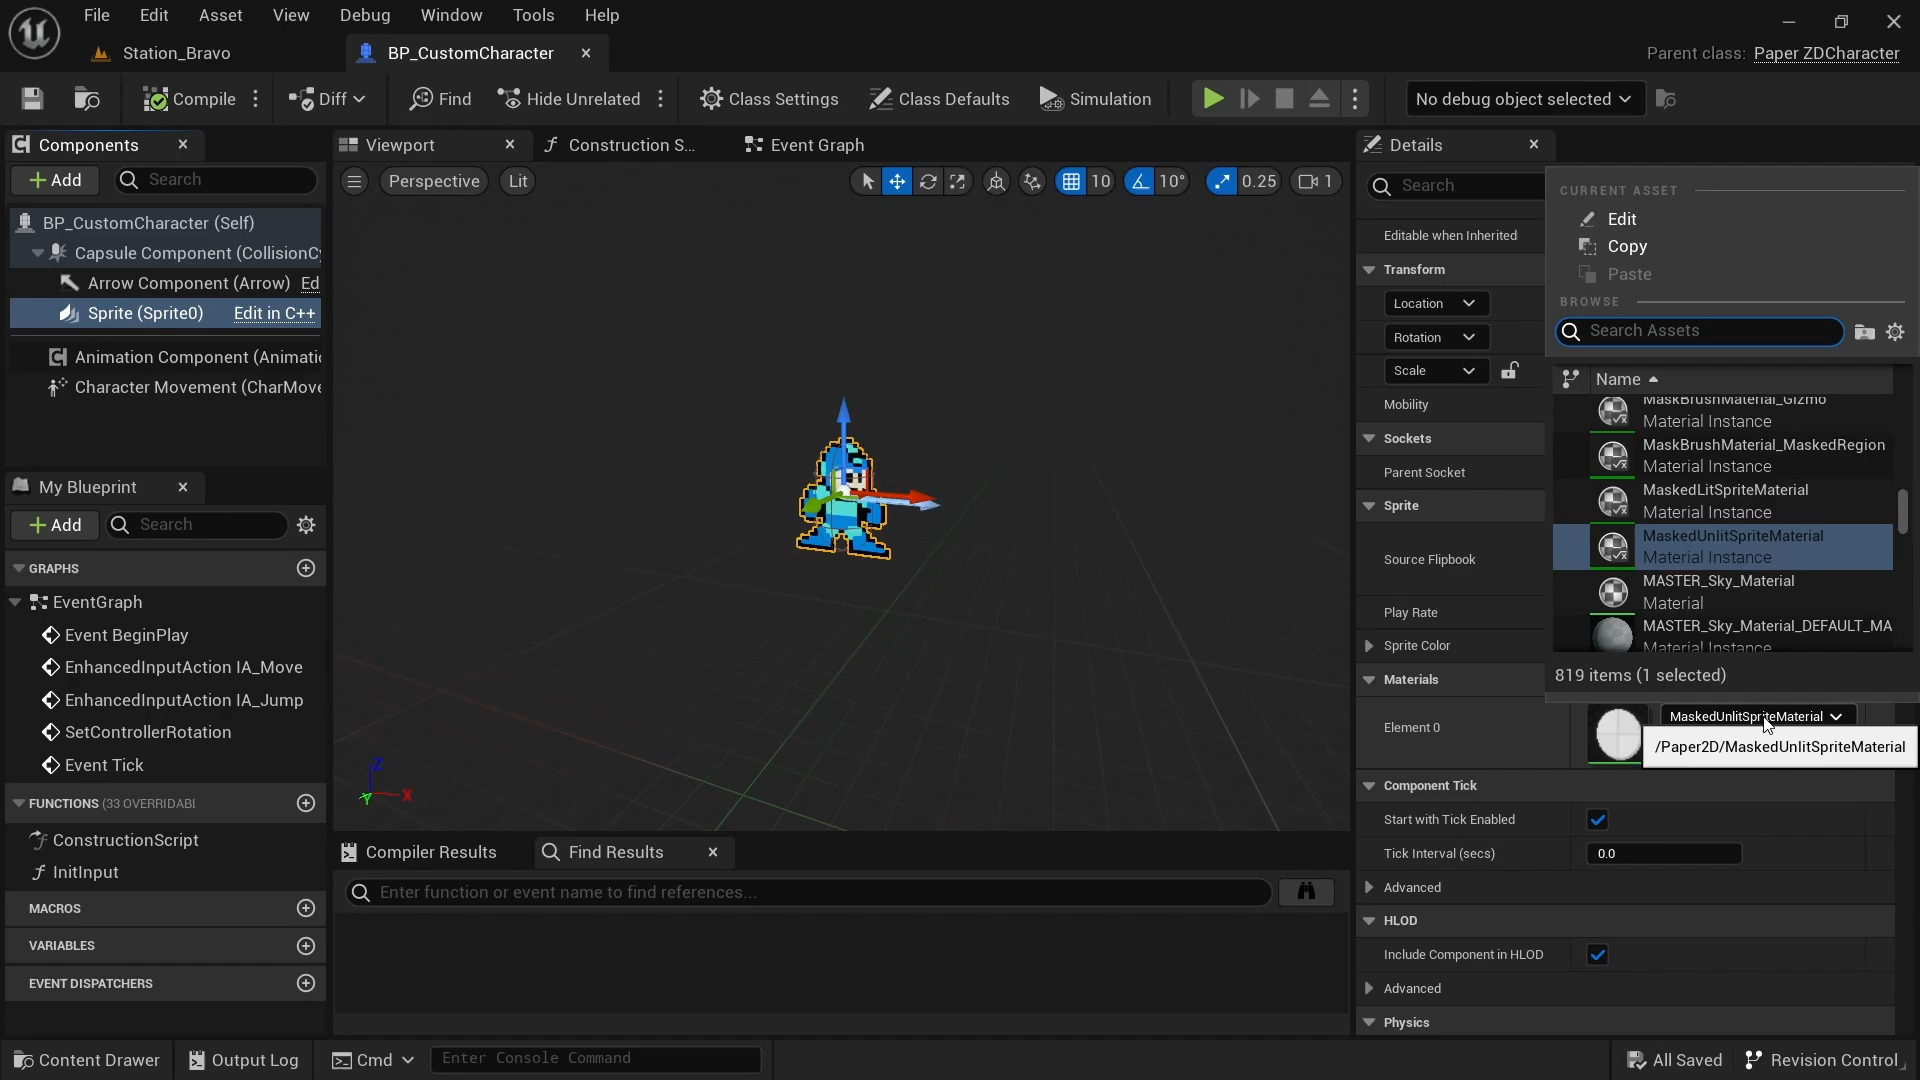 File Edit Asset View Debug Window Tools Help
Station_Bravo
BP_CustomCharacter
Parent class: Paper ZDCharacter
Compile
Diff
Find
Hide Unrelated
Class Settings
Class Defaults
Simulation
No debug object selected
Components
Add
Search
BP_CustomCharacter (Self)
Capsule Component (CollisionCy
Arrow Component (Arrow) Ed
Sprite (Sprite0) Edit in C++
Animation Component (Animatic
Character Movement (CharMove
My Blueprint
Add
Search
GRAPHS
EventGraph
Event BeginPlay
EnhancedInputAction IA_Move
EnhancedInputAction IA_Jump
SetControllerRotation
Event Tick
FUNCTIONS (33 OVERRIDABl
ConstructionScript
InitInput
MACROS
VARIABLES
EVENT DISPATCHERS
Viewport
Construction S...
Event Graph
Perspective
Lit
10
10°
0.25
1
Z
X
Y
Compiler Results
Find Results
Enter function or event name to find references...
Details
Search
Editable when Inherited
Transform
Location
Rotation
Scale
Mobility
Sockets
Parent Socket
Sprite
Source Flipbook
Play Rate
Sprite Color
Materials
Element 0
Component Tick
Start with Tick Enabled
Tick Interval (secs)
0.0
Advanced
HLOD
Include Component in HLOD
Advanced
Physics
CURRENT ASSET
Edit
Copy
Paste
BROWSE
Search Assets
Name
MaskBrushMaterial_Gizmo
Material Instance
MaskBrushMaterial_MaskedRegion
Material Instance
MaskedLitSpriteMaterial
Material Instance
MaskedUnlitSpriteMaterial
Material Instance
MASTER_Sky_Material
Material
MASTER_Sky_Material_DEFAULT_MA
Material Instance
819 items (1 selected)
MaskedUnlitSpriteMaterial
/Paper2D/MaskedUnlitSpriteMaterial
Content Drawer
Output Log
Cmd
Enter Console Command
All Saved
Revision Control